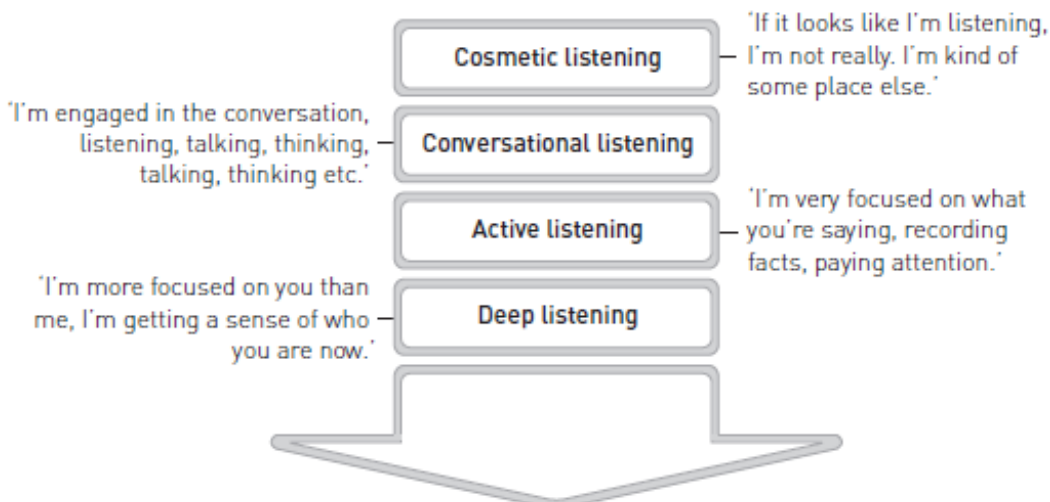 Cosmetic listening
‘If it looks like I’m listening,
I’m not really. I’m kind of
some place else.’
‘I’m engaged in the conversation,
listening, talking, thinking,
talking, thinking etc.’
Conversational listening
Active listening
‘I’m very focused on what
you’re saying, recording
facts, paying attention.’
‘I’m more focused on you than
me, I’m getting a sense of who
you are now.’
Deep listening